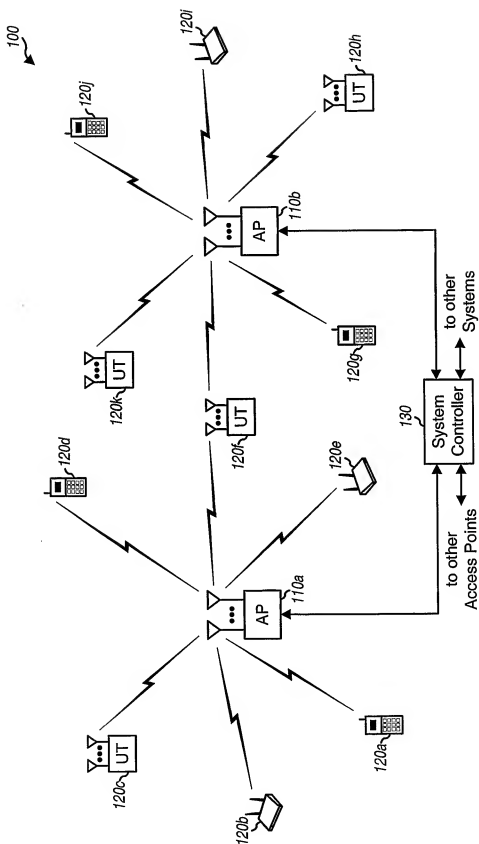 100
120j
120i
120d
120k
UT
120h
UT
120c
UT
120f
UT
110b
AP
110a
AP
120b
120a
120e
120g
130
System
Controller
to other
Access Points
to other
Systems